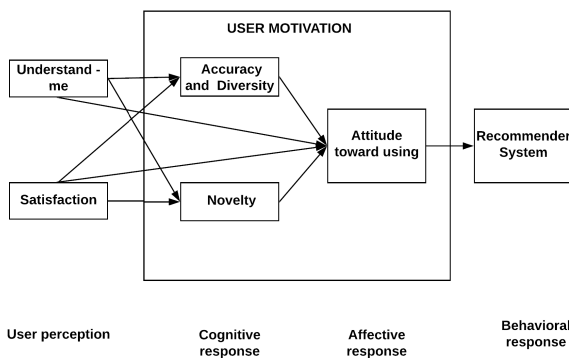 USER MOTIVATION
Understand -
me
Accuracy
and Diversity
Attitude
toward using
Recommender
System
Satisfaction
Novelty
User perception
Cognitive
response
Affective
response
Behavioral
response